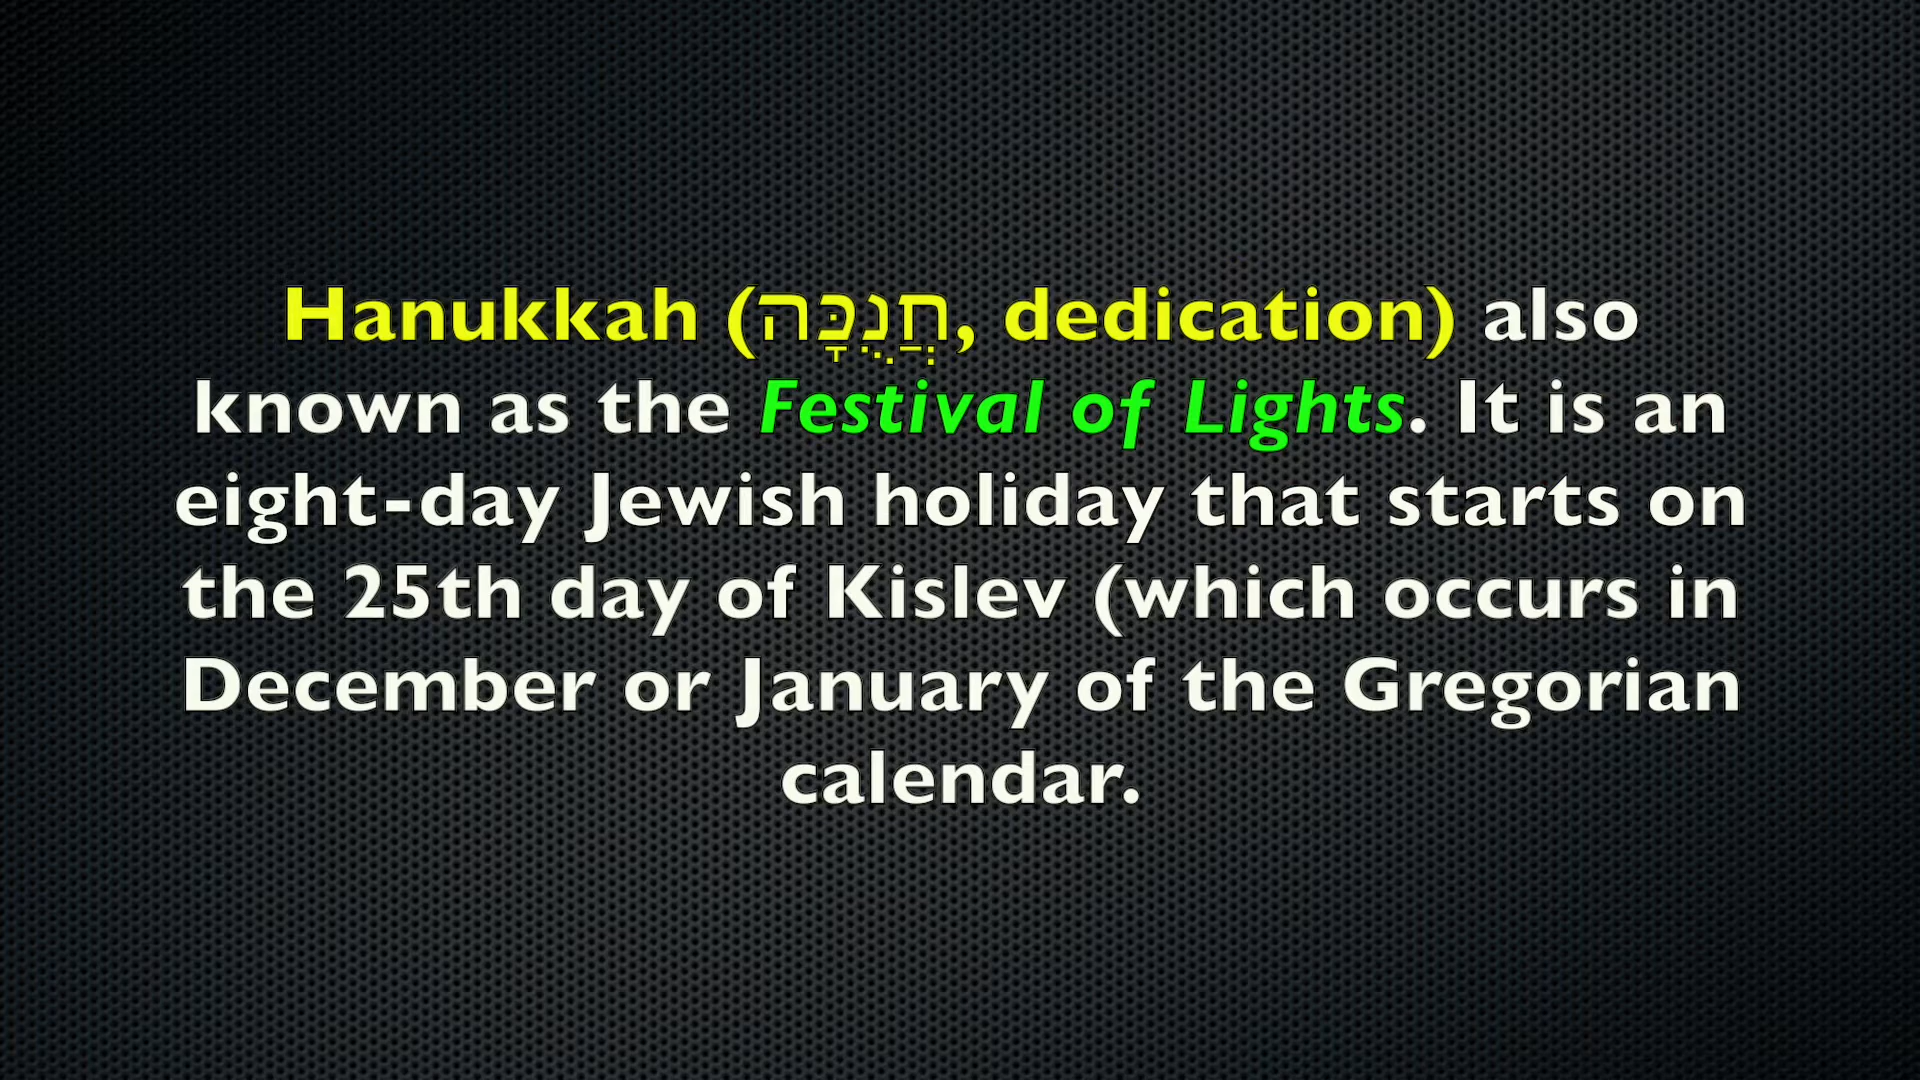 Hanukkah (חֲנֻכָּה, dedication) also
known as the Festival of Lights. It is an
eight-day Jewish holiday that starts on
the 25th day of Kislev (which occurs in
December or January of the Gregorian
calendar.